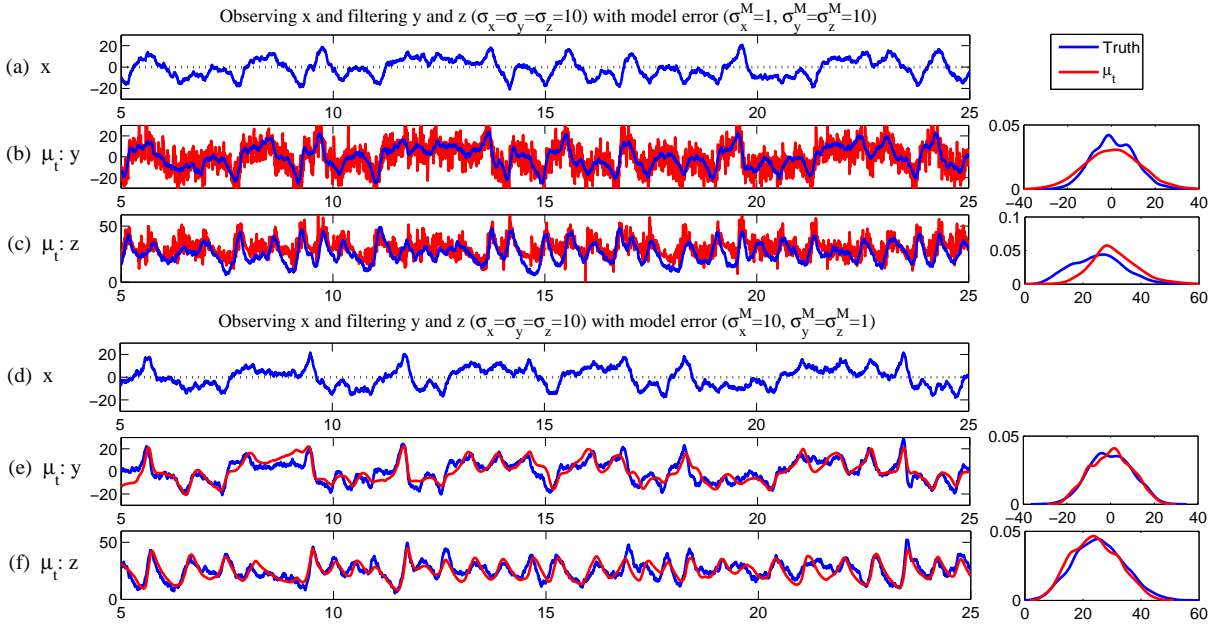 Observing x and filtering y and z (σx=σy=σz=10) with model error (σxM=1, σyM=σzM=10)
(a) x
20
0
−20
5 10 15 20 25
Truth
μt
(b) μt: y
20
0
−20
5 10 15 20 25
0.05
0
−40 −20 0 20 40
(c) μt: z
50
0
5 10 15 20 25
0.1
0.05
0
0 20 40 60
Observing x and filtering y and z (σx=σy=σz=10) with model error (σxM=10, σyM=σzM=1)
(d) x
20
0
−20
5 10 15 20 25
(e) μt: y
20
0
−20
5 10 15 20 25
0.05
0
−40 −20 0 20 40
(f) μt: z
50
0
5 10 15 20 25
0.05
0
0 20 40 60